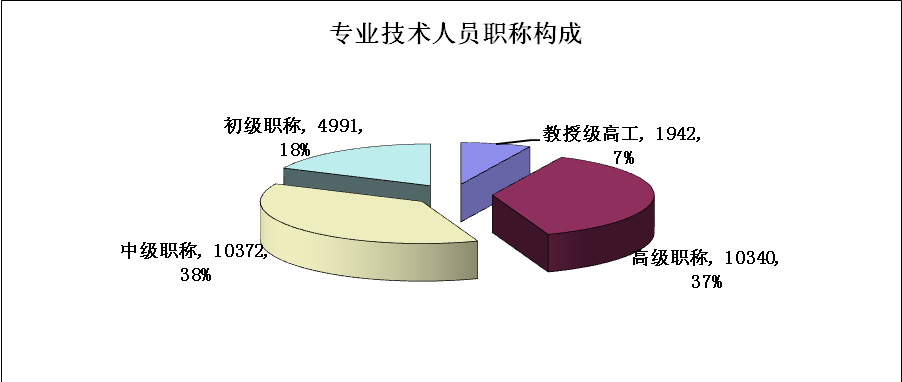 专业技术人员职称构成
初级职称, 4991,
18%
教授级高工, 1942,
7%
中级职称, 10372,
38%
高级职称, 10340,
37%